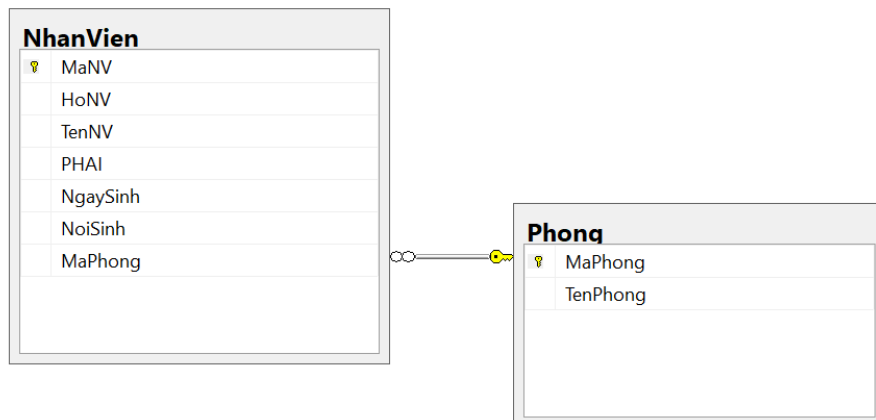 NhanVien
MaNV
HoNV
TenNV
PHAI
NgaySinh
NoiSinh
MaPhong
Phong
MaPhong
TenPhong